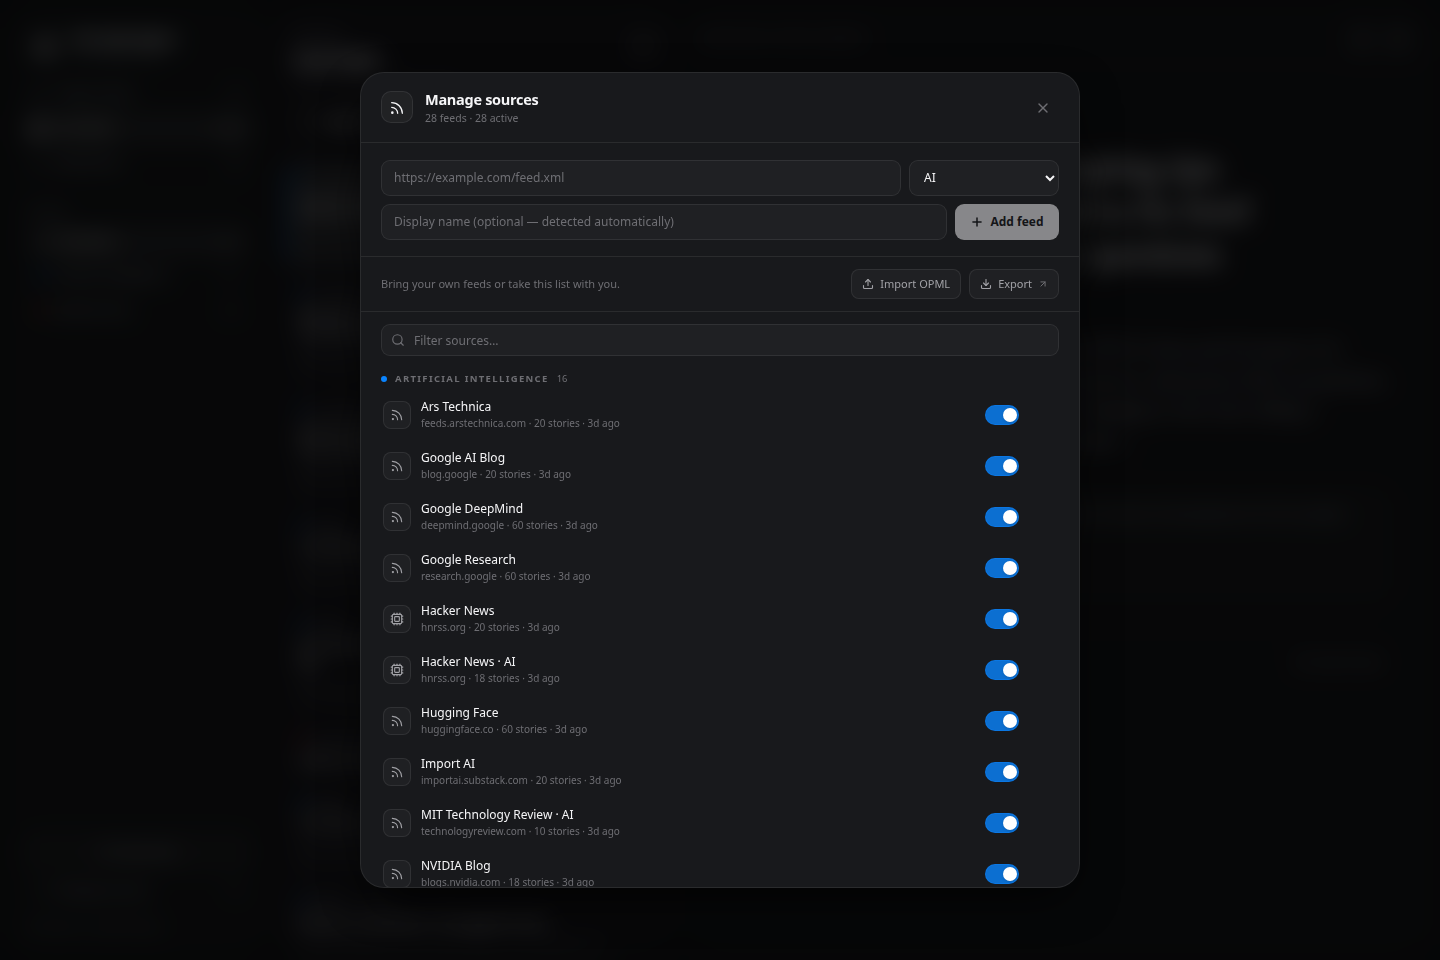 Manage sources
28 feeds · 28 active
https://example.com/feed.xml
AI
Display name (optional — detected automatically)
Add feed
Bring your own feeds or take this list with you.
Import OPML
Export
Filter sources...
ARTIFICIAL INTELLIGENCE 16
Ars Technica
feeds.arstechnica.com · 20 stories · 3d ago
Google AI Blog
blog.google · 20 stories · 3d ago
Google DeepMind
deepmind.google · 60 stories · 3d ago
Google Research
research.google · 60 stories · 3d ago
Hacker News
hnrss.org · 20 stories · 3d ago
Hacker News · AI
hnrss.org · 18 stories · 3d ago
Hugging Face
huggingface.co · 60 stories · 3d ago
Import AI
importai.substack.com · 20 stories · 3d ago
MIT Technology Review · AI
technologyreview.com · 10 stories · 3d ago
NVIDIA Blog
blogs.nvidia.com · 18 stories · 3d ago